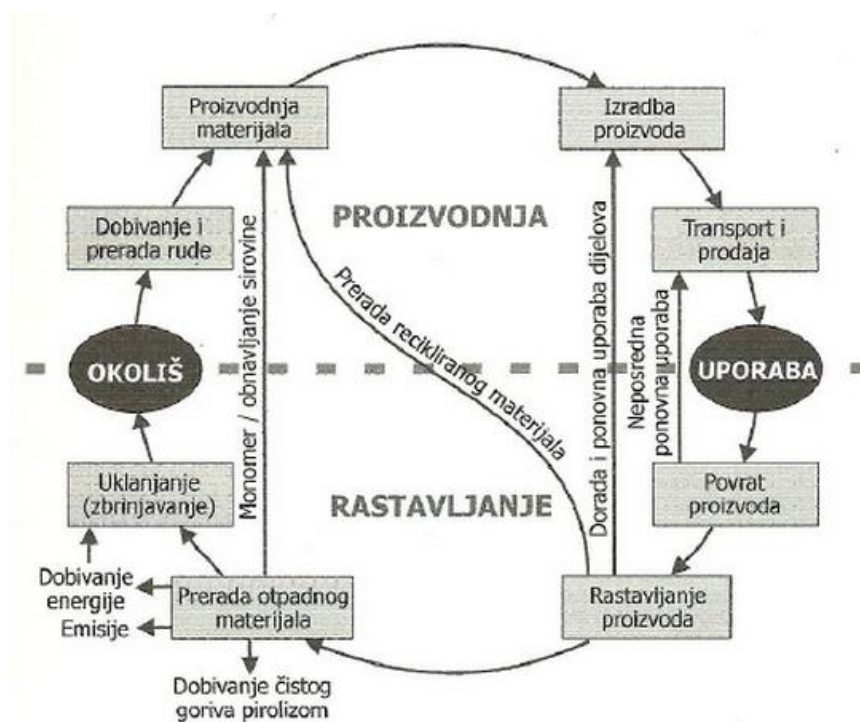 Proizvodnja
materijala
Izradba
proizvoda
Dobivanje i
prerada rude
PROIZVODNJA
Transport i
prodaja
Monomer / obnavljanje sirovine
Prerada recikliranog materijala
Dorada i ponovna uporaba dijelova
Neposredna
ponovna uporaba
OKOLIŠ
UPORABA
Uklanjanje
(zbrinjavanje)
RASTAVLJANJE
Povrat
proizvoda
Dobivanje
energije
Emisije
Prerada otpadnog
materijala
Rastavljanje
proizvoda
Dobivanje čistog
goriva pirolizom